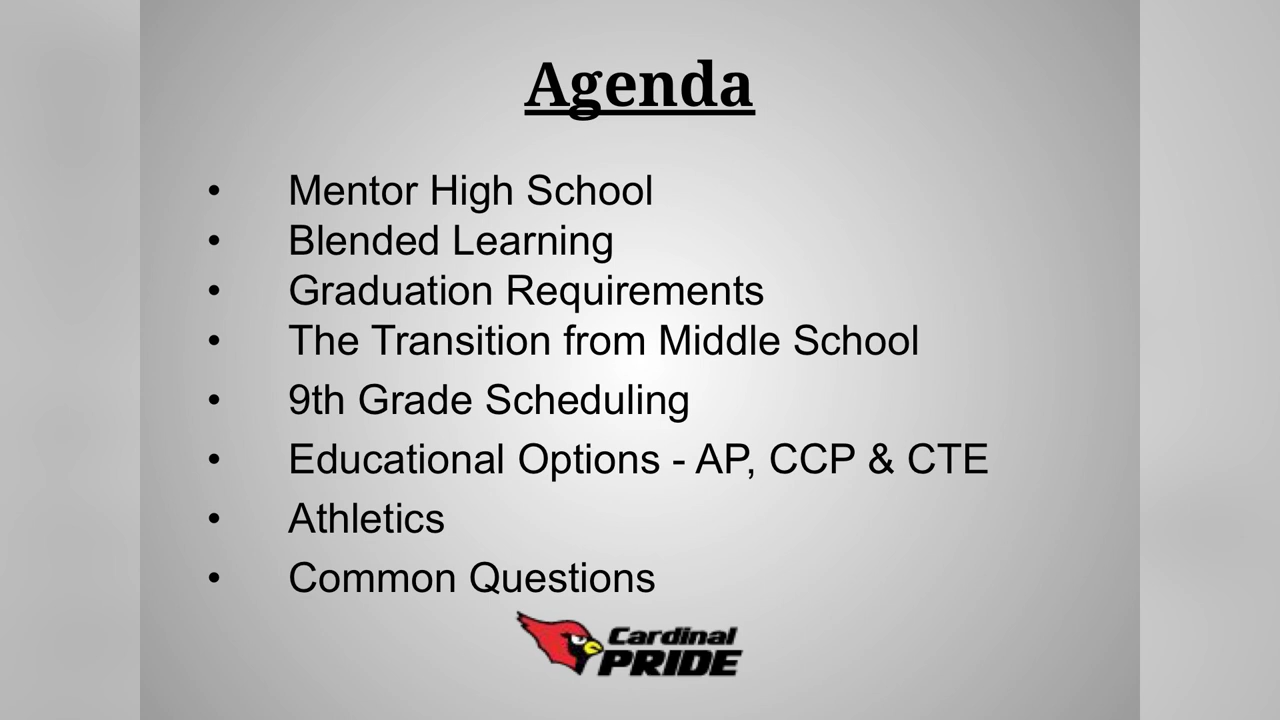 Agenda
• Mentor High School
• Blended Learning
• Graduation Requirements
• The Transition from Middle School
• 9th Grade Scheduling
• Educational Options - AP, CCP & CTE
• Athletics
• Common Questions
Cardinal
PRIDE